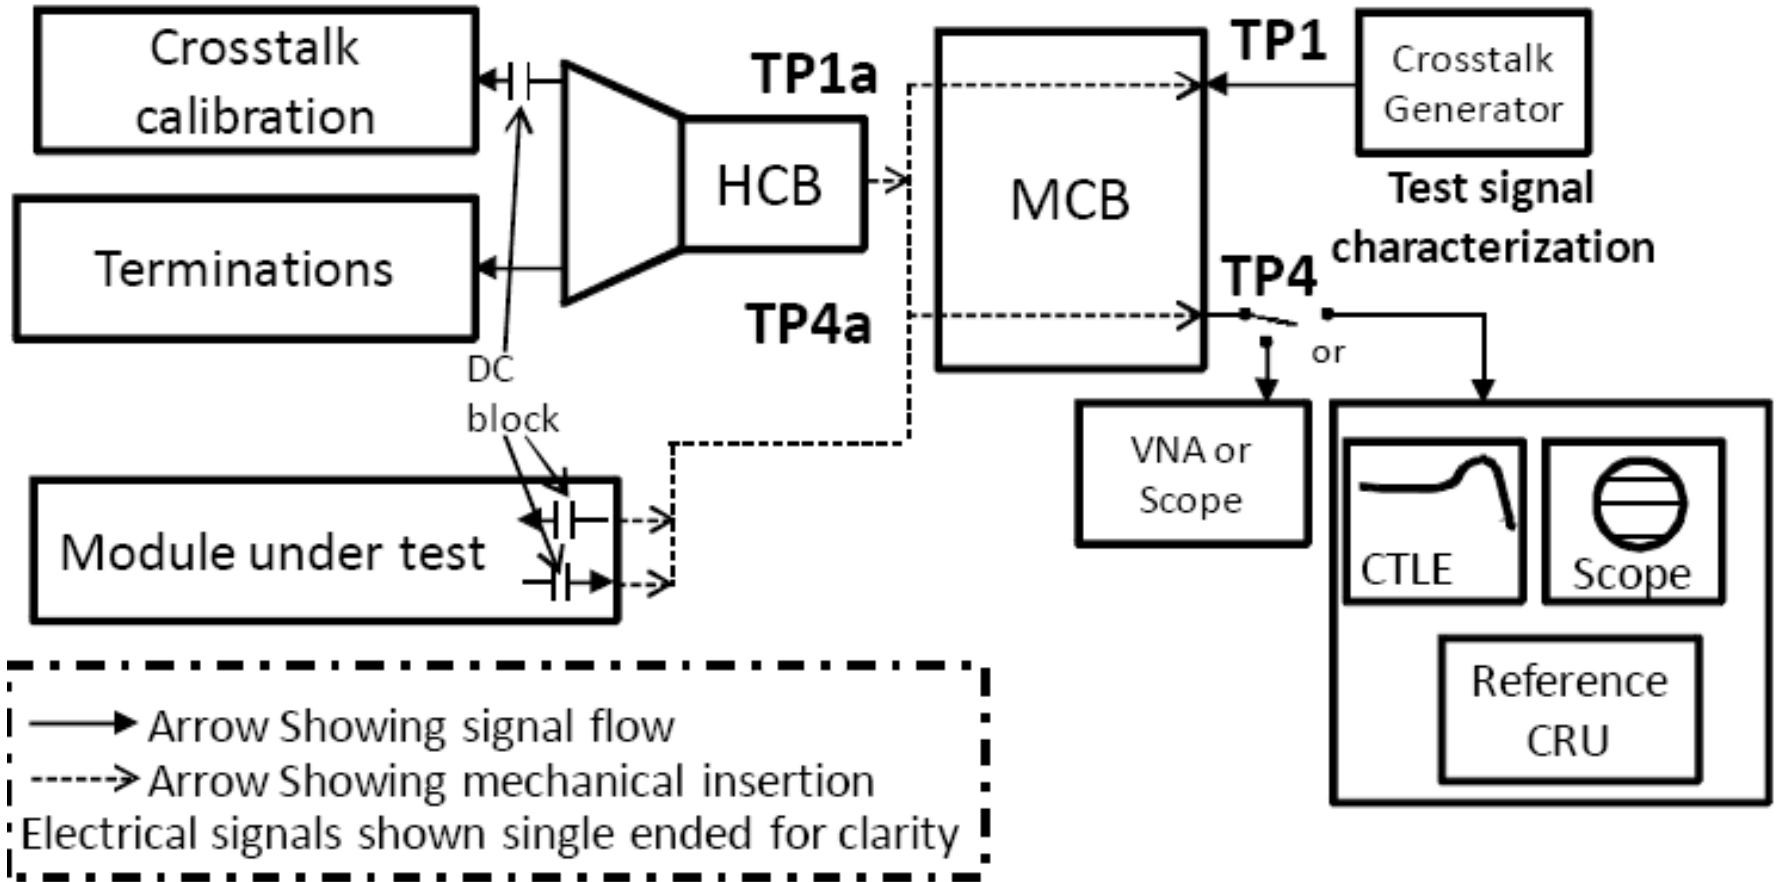 Crosstalk
calibration
Terminations
DC
block
TP1a
HCB
TP4a
MCB
TP1
Crosstalk
Generator
Test signal
characterization
TP4
or
VNA or
Scope
CTLE
Scope
Reference
CRU
Module under test
Arrow Showing signal flow
Arrow Showing mechanical insertion
Electrical signals shown single ended for clarity